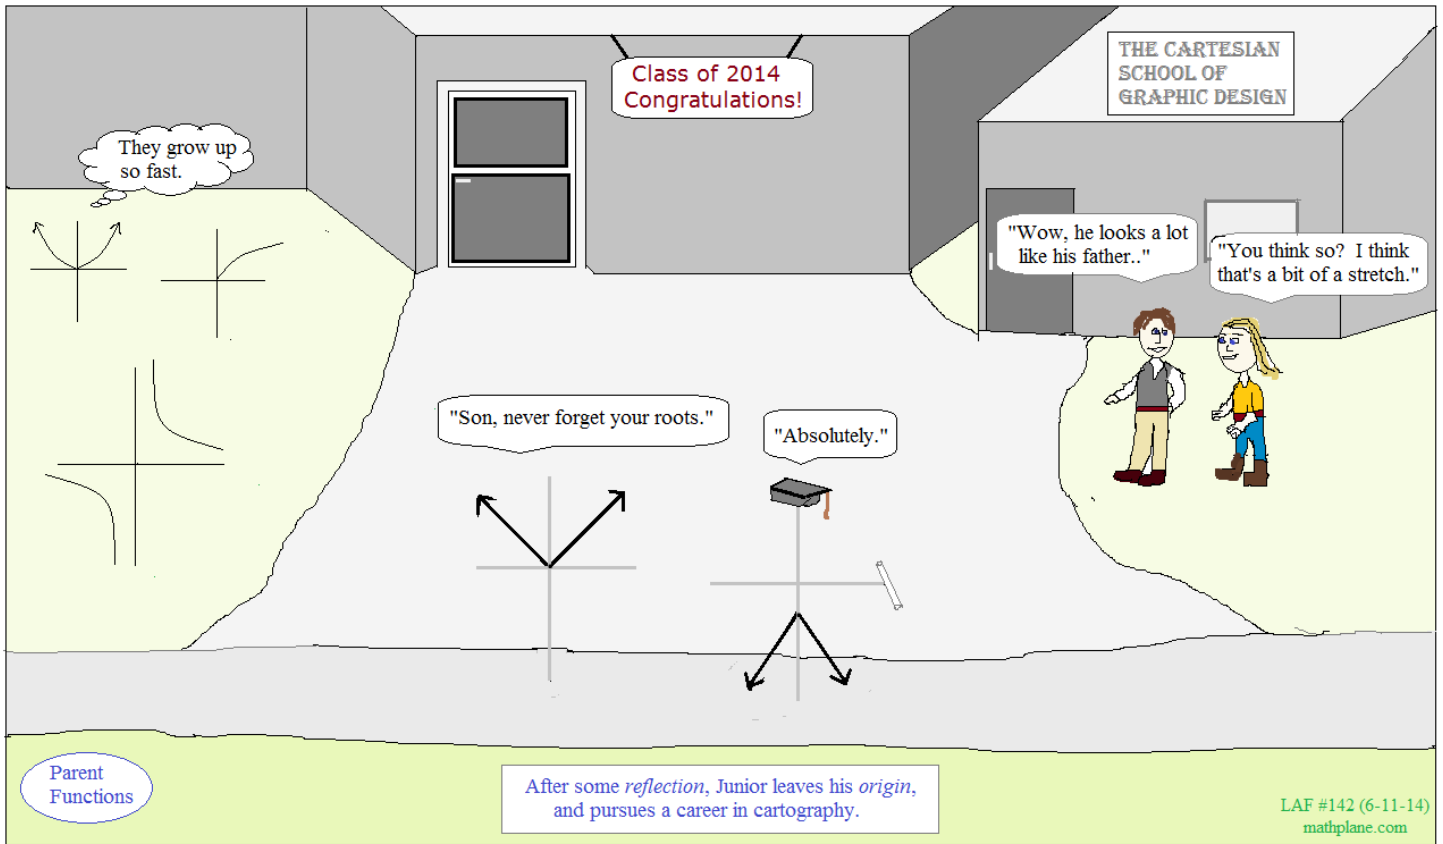 Class of 2014
Congratulations!
THE CARTESIAN
SCHOOL OF
GRAPHIC DESIGN
They grow up
so fast.
"Wow, he looks a lot
like his father.."
"You think so?  I think
that's a bit of a stretch."
"Son, never forget your roots."
"Absolutely."
Parent
Functions
After some reflection, Junior leaves his origin,
and pursues a career in cartography.
LAF #142 (6-11-14)
mathplane.com